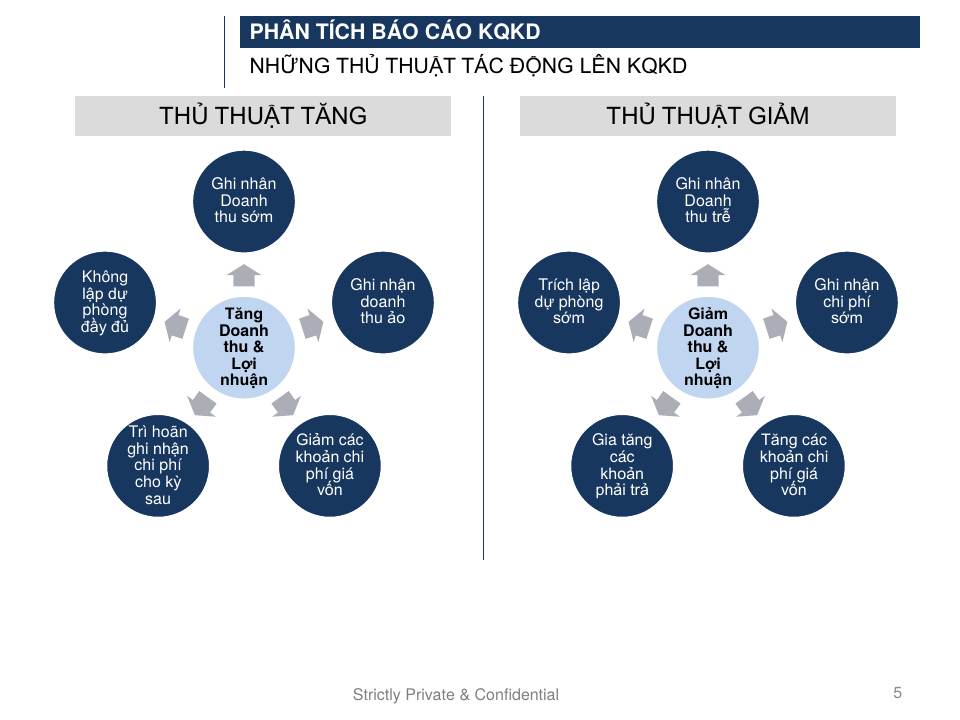 PHÂN TÍCH BÁO CÁO KQKD
NHỮNG THỦ THUẬT TÁC ĐỘNG LÊN KQKD
THỦ THUẬT TĂNG
Ghi nhân
Doanh
thu sớm
Không
lập dự
phòng
đầy đủ
Ghi nhận
doanh
thu ảo
Tăng
Doanh
thu &
Lợi
nhuận
Trì hoãn
ghi nhận
chi phí
cho kỳ
sau
Giảm các
khoản chi
phí giá
vốn
THỦ THUẬT GIẢM
Ghi nhân
Doanh
thu trễ
Trích lập
dự phòng
sớm
Ghi nhận
chi phí
sớm
Giảm
Doanh
thu &
Lợi
nhuận
Gia tăng
các
khoản
phải trả
Tăng các
khoản chi
phí giá
vốn
Strictly Private & Confidential
5